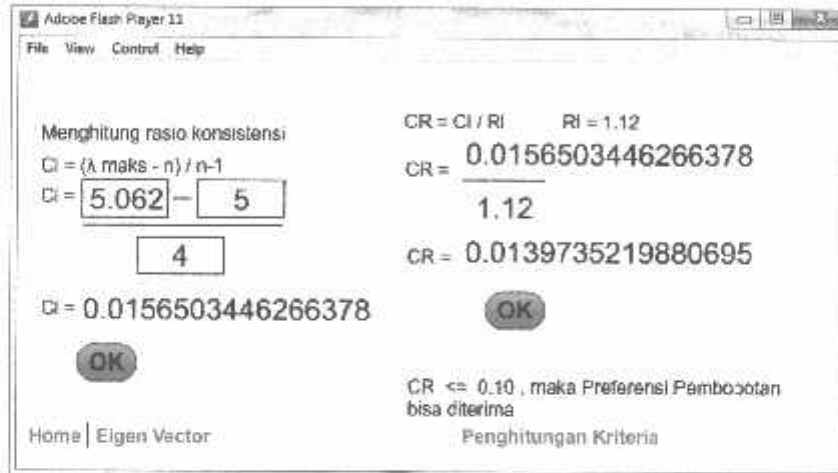 Adobe Flash Player 11
File View Control Help
Menghitung rasio konsistensi
CI = (λ maks - n) / n-1
CI = 5.062 – 5
4
CI = 0.0156503446266378
OK
CR = CI / RI RI = 1.12
CR = 0.0156503446266378
1.12
CR = 0.0139735219880695
OK
CR <= 0.10 , maka Preferensi Pembobotan
bisa diterima
Home | Eigen Vector
Penghitungan Kriteria